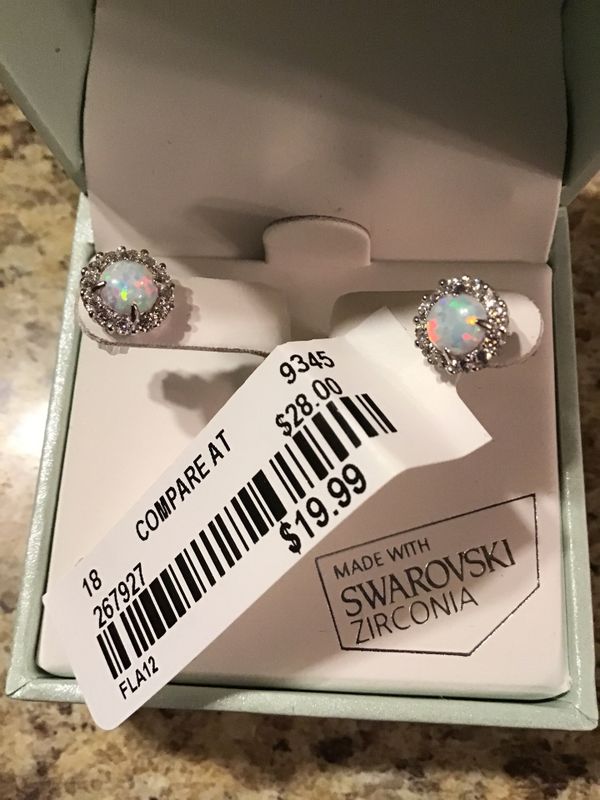 9345
COMPARE AT $28.00
18
267927
$19.99
FLA12
MADE WITH
SWAROVSKI
ZIRCONIA